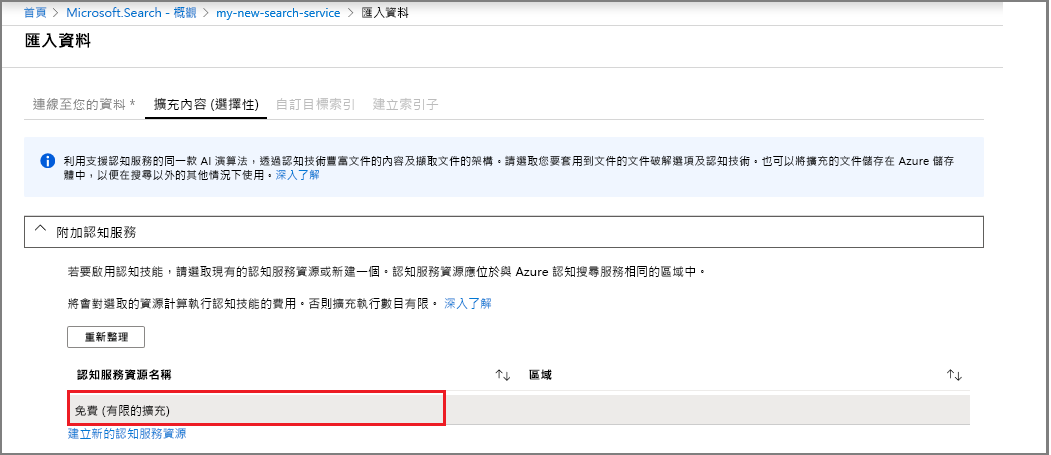 首頁 > Microsoft.Search - 概觀 > my-new-search-service > 匯入資料
匯入資料
連線至您的資料 * 擴充內容 (選擇性) 自訂目標索引 建立索引子
利用支援認知服務的同一款 AI 演算法，透過認知技術豐富文件的內容及擷取文件的架構。請選取您要套用到文件的文件破解選項及認知技術。也可以將擴充的文件儲存在 Azure 儲存
體中，以便在搜尋以外的其他情況下使用。深入了解
附加認知服務
若要啟用認知技能，請選取現有的認知服務資源或新建一個。認知服務資源應位於與 Azure 認知搜尋服務相同的區域中。
將會對選取的資源計算執行認知技能的費用。否則擴充執行數目有限。 深入了解
重新整理
認知服務資源名稱 ↑↓ 區域 ↑↓
免費 (有限的擴充)
建立新的認知服務資源